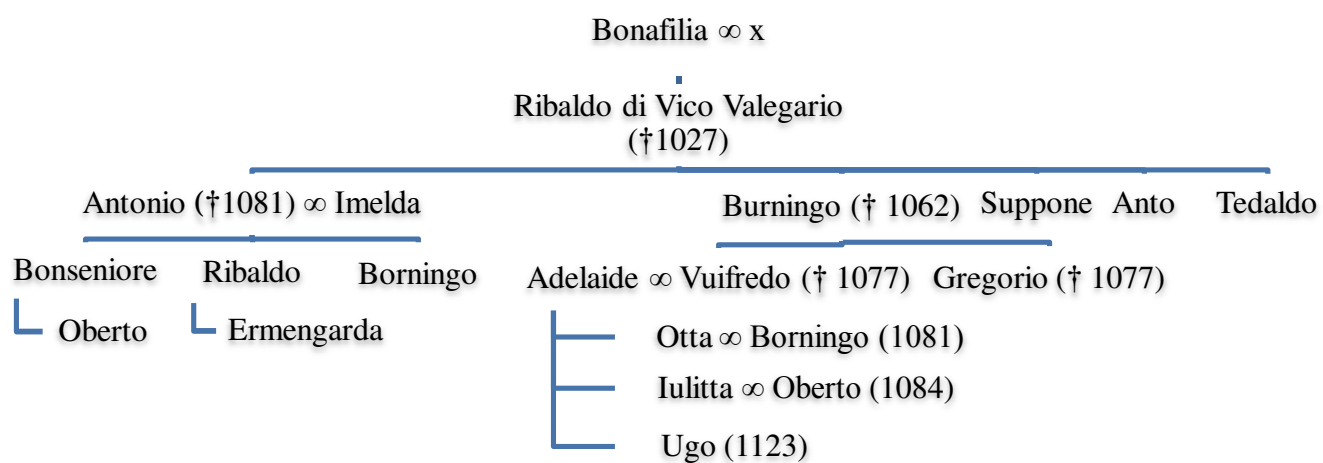 Bonafilia ∞ x
Ribaldo di Vico Valegario
(†1027)
Antonio (†1081) ∞ Imelda
Burningo († 1062)
Suppone
Anto
Tedaldo
Bonseniore
Ribaldo
Borningo
Adelaide ∞ Vuifredo († 1077)
Gregorio († 1077)
Oberto
Ermengarda
Otta ∞ Borningo (1081)
Iulitta ∞ Oberto (1084)
Ugo (1123)